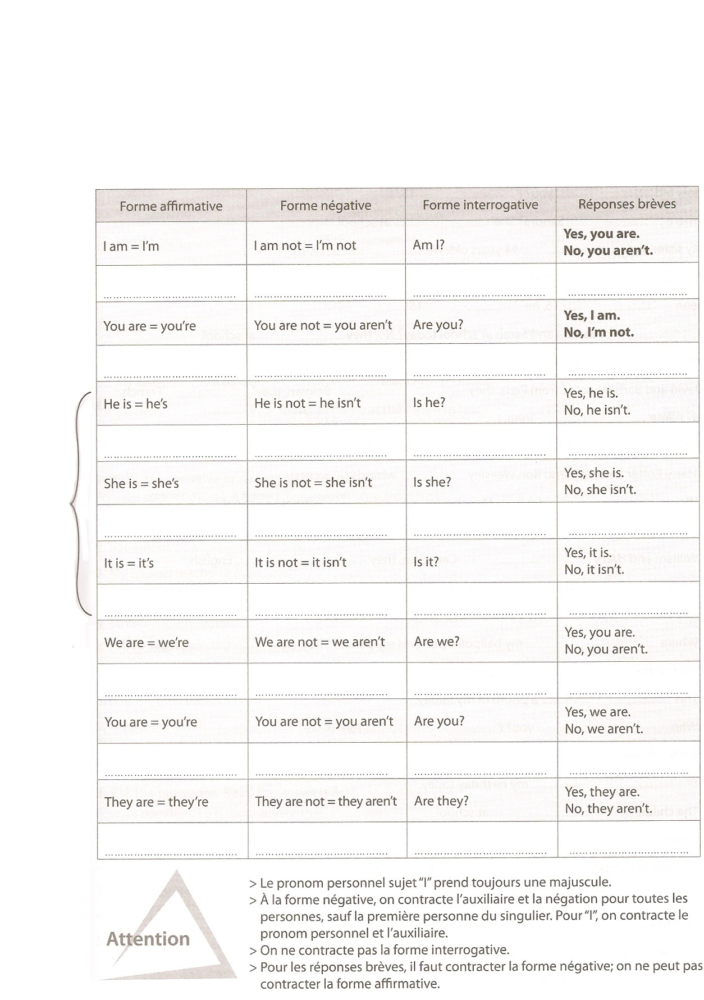 Forme affirmative Forme négative Forme interrogative Réponses brèves
I am = I'm I am not = I'm not Am I? Yes, you are.
No, you aren't.
........................................ ........................................ ........................................ ....................................
You are = you're You are not = you aren't Are you? Yes, I am.
No, I'm not.
........................................ ........................................ ........................................ ....................................
He is = he's He is not = he isn't Is he? Yes, he is.
No, he isn't.
........................................ ........................................ ........................................ ....................................
She is = she's She is not = she isn't Is she? Yes, she is.
No, she isn't.
........................................ ........................................ ........................................ ....................................
It is = it's It is not = it isn't Is it? Yes, it is.
No, it isn't.
........................................ ........................................ ........................................ ....................................
We are = we're We are not = we aren't Are we? Yes, you are.
No, you aren't.
........................................ ........................................ ........................................ ....................................
You are = you're You are not = you aren't Are you? Yes, we are.
No, we aren't.
........................................ ........................................ ........................................ ....................................
They are = they're They are not = they aren't Are they? Yes, they are.
No, they aren't.
........................................ ........................................ ........................................ ....................................
Attention
> Le pronom personnel sujet "I" prend toujours une majuscule.
> À la forme négative, on contracte l'auxiliaire et la négation pour toutes les
personnes, sauf la première personne du singulier. Pour "I", on contracte le
pronom personnel et l'auxiliaire.
> On ne contracte pas la forme interrogative.
> Pour les réponses brèves, il faut contracter la forme négative; on ne peut pas
contracter la forme affirmative.